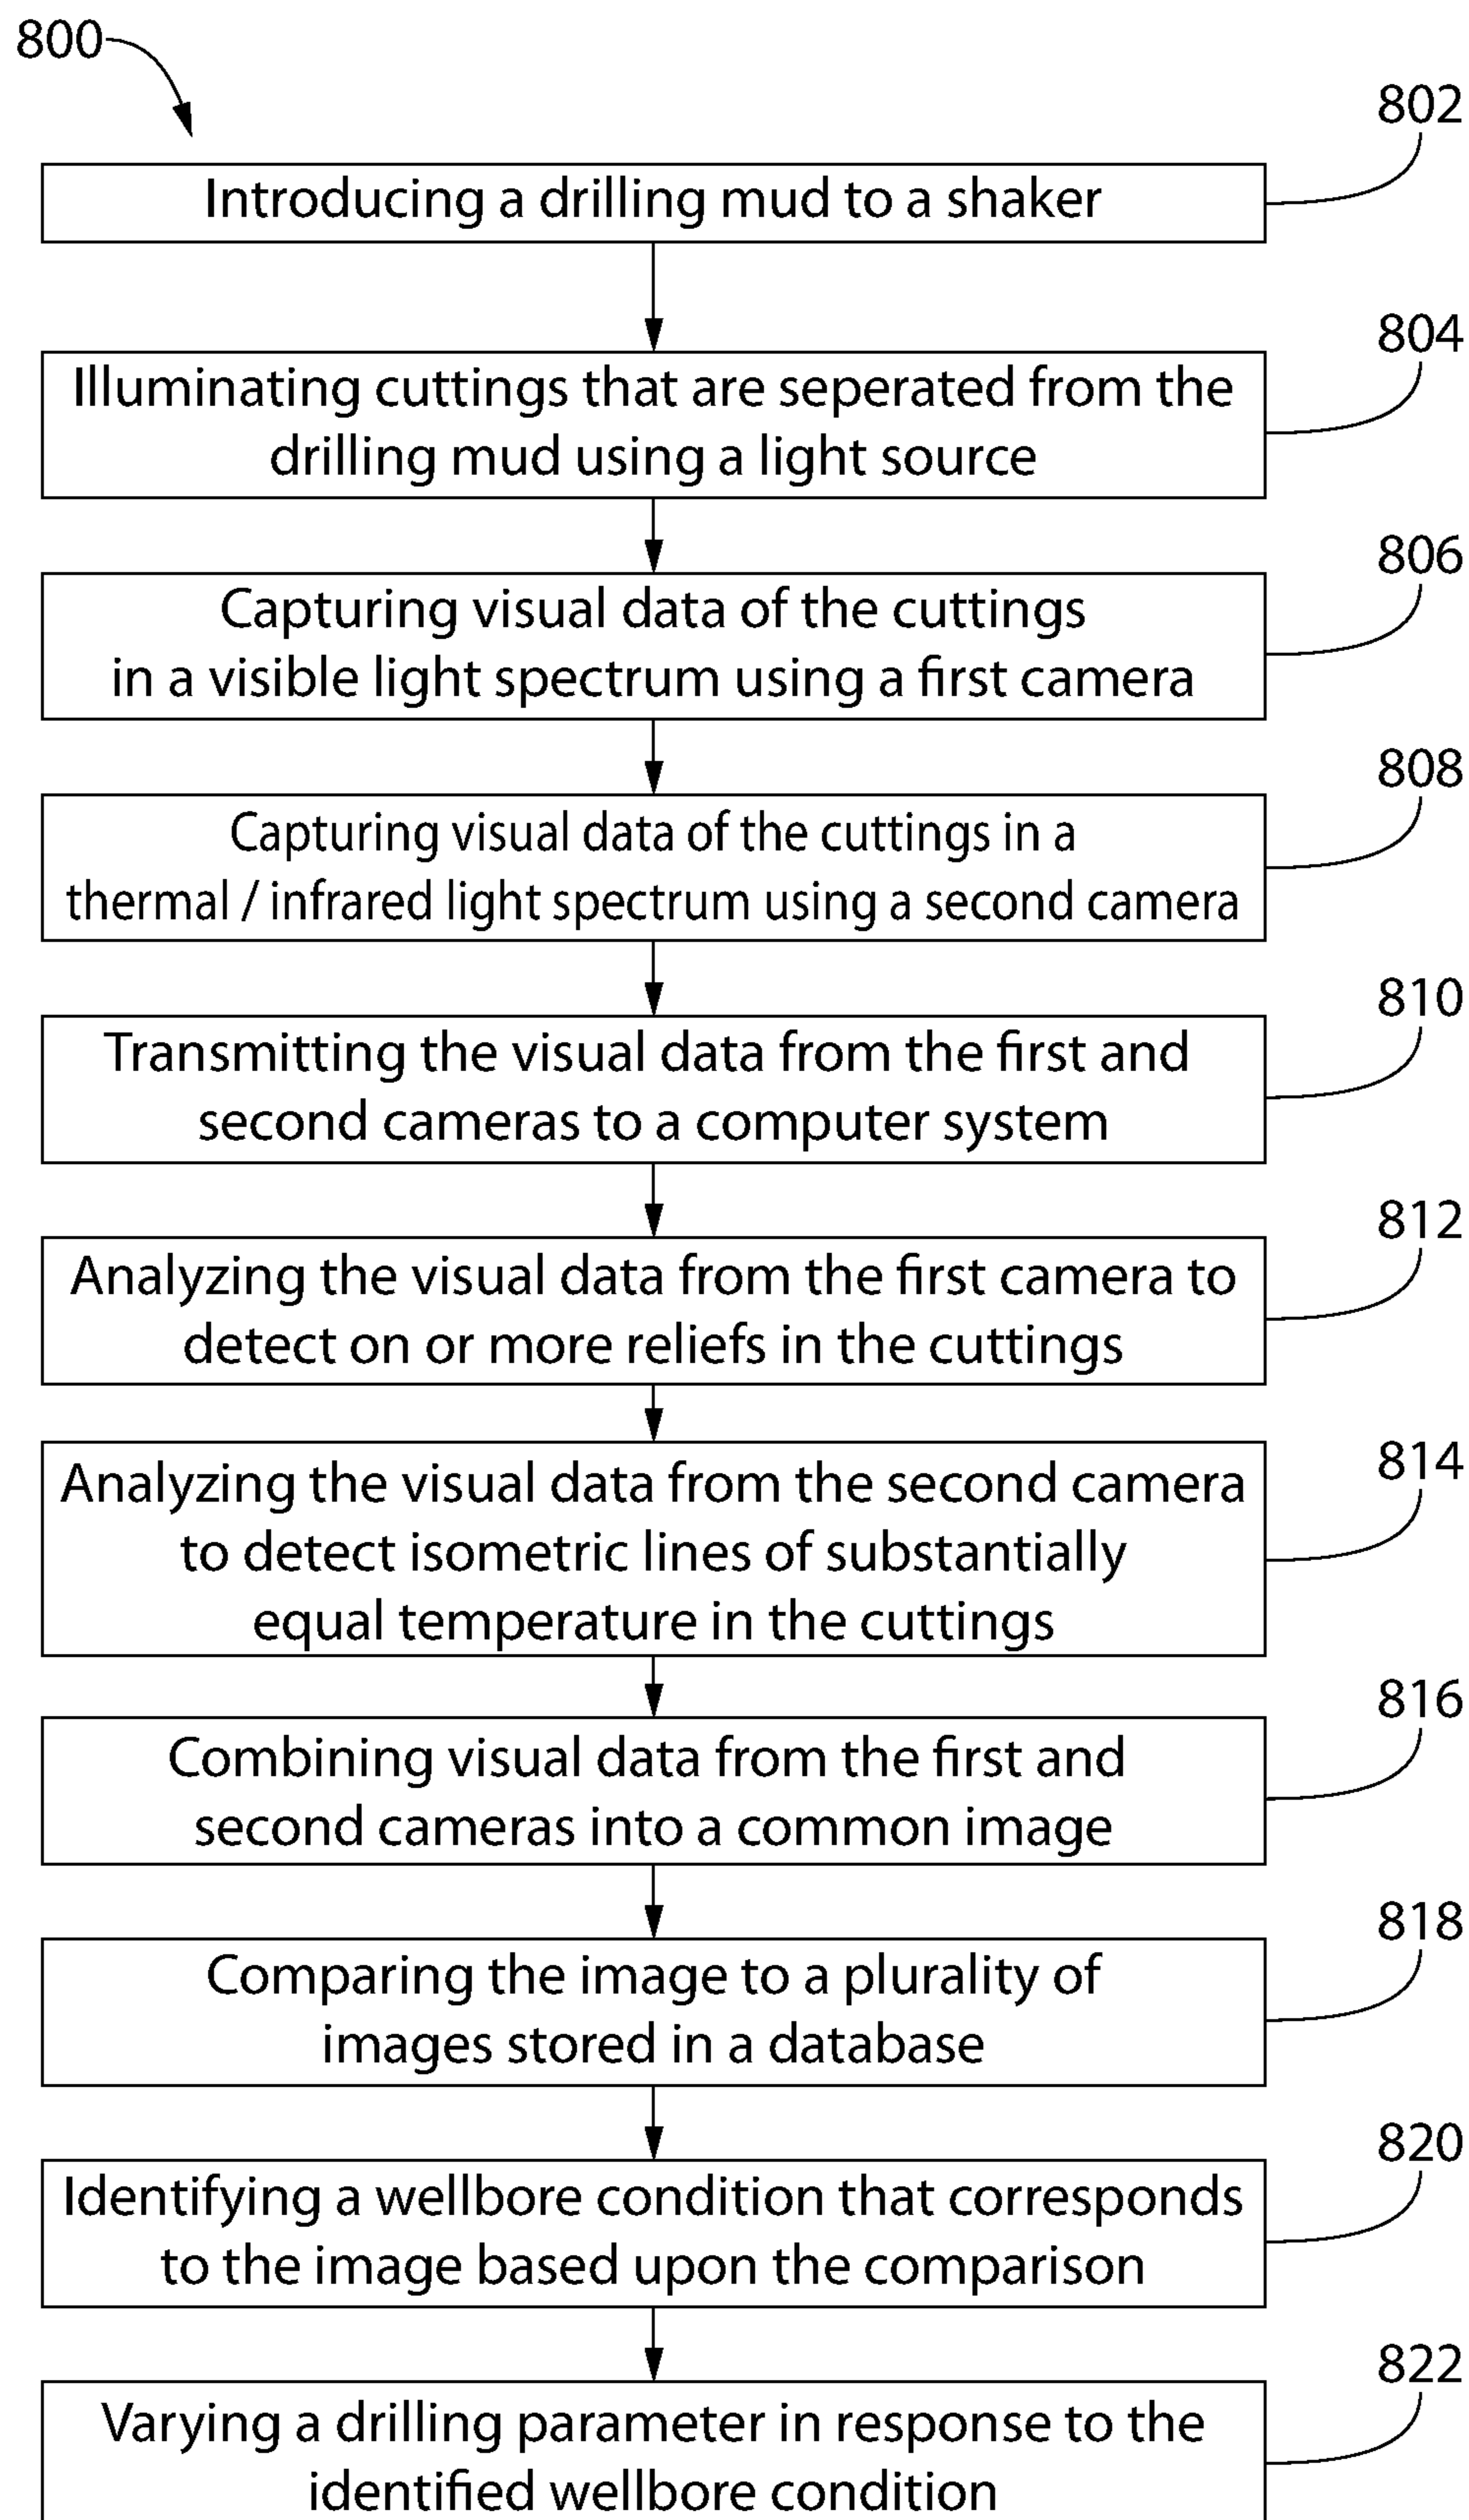 800
802
Introducing a drilling mud to a shaker
804
Illuminating cuttings that are seperated from the
drilling mud using a light source
806
Capturing visual data of the cuttings
in a visible light spectrum using a first camera
808
Capturing visual data of the cuttings in a
thermal / infrared light spectrum using a second camera
810
Transmitting the visual data from the first and
second cameras to a computer system
812
Analyzing the visual data from the first camera to
detect on or more reliefs in the cuttings
814
Analyzing the visual data from the second camera
to detect isometric lines of substantially
equal temperature in the cuttings
816
Combining visual data from the first and
second cameras into a common image
818
Comparing the image to a plurality of
images stored in a database
820
Identifying a wellbore condition that corresponds
to the image based upon the comparison
822
Varying a drilling parameter in response to the
identified wellbore condition